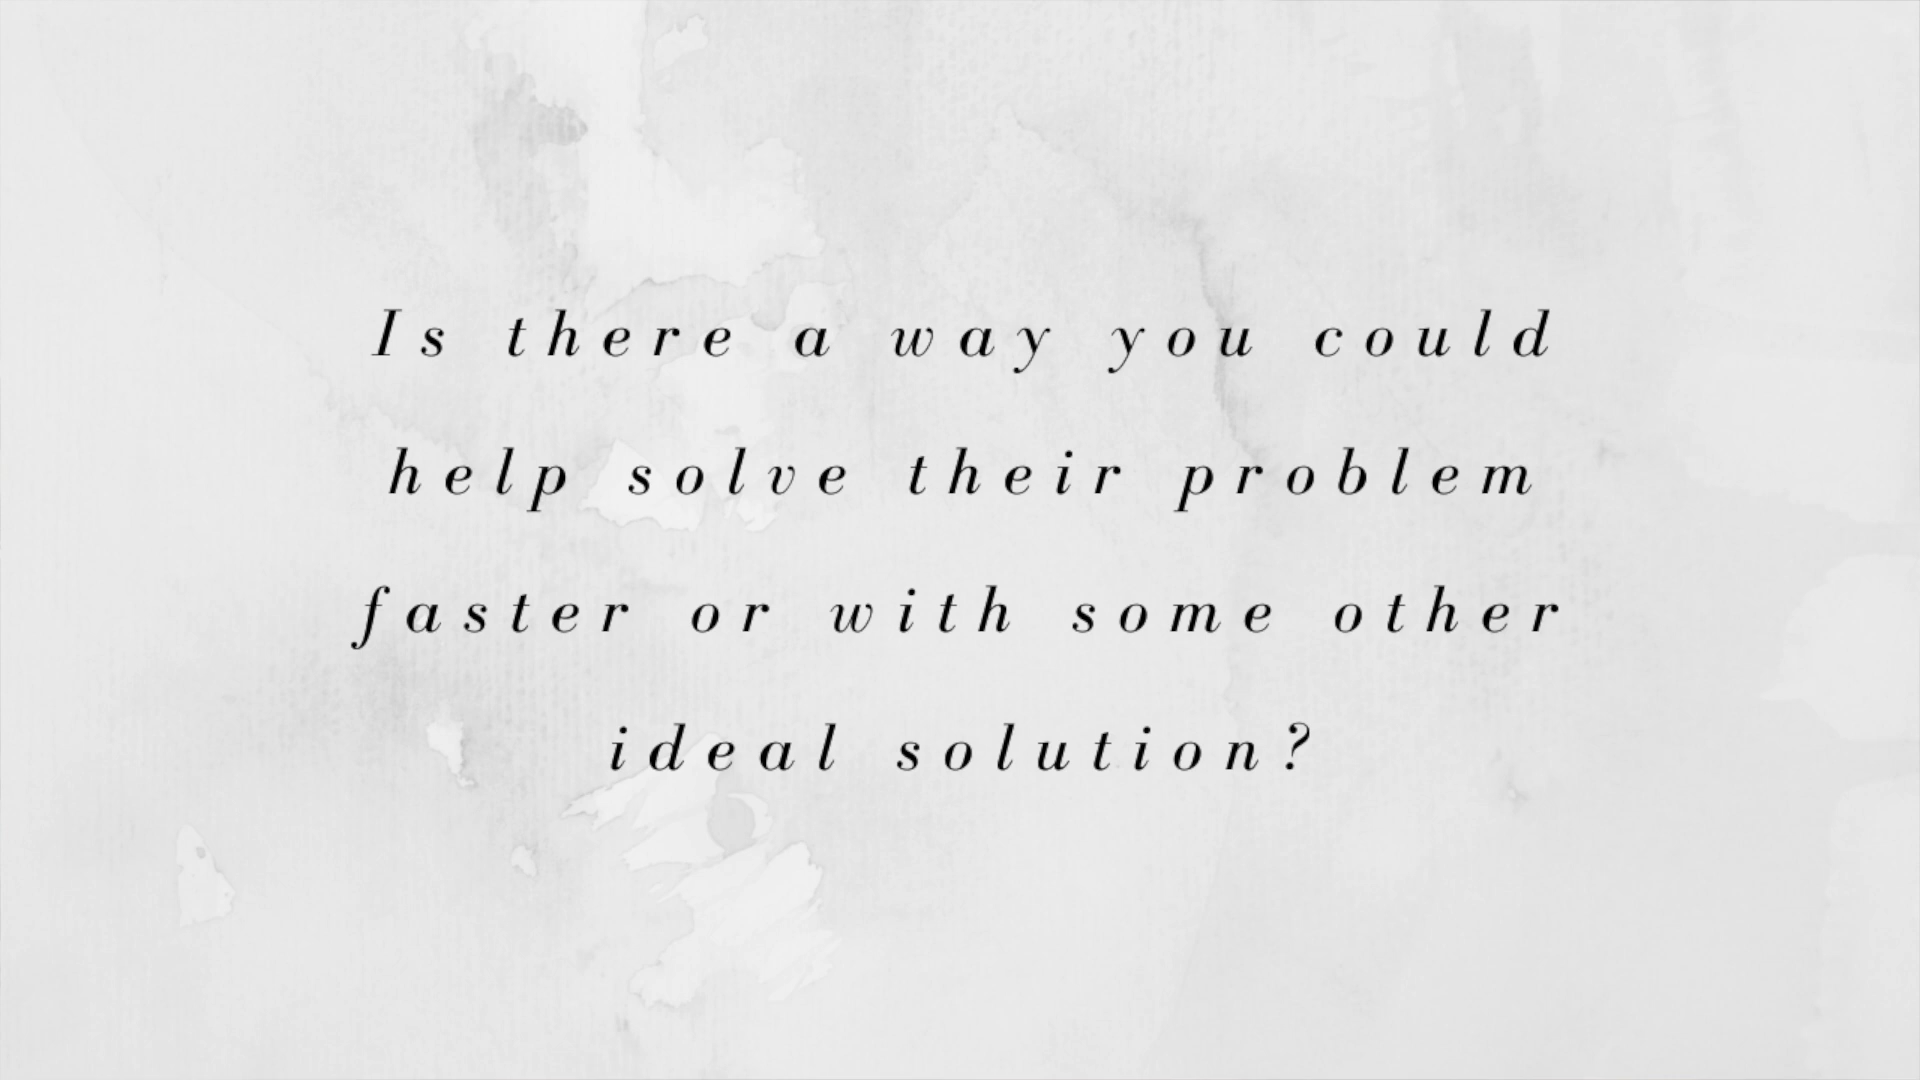 Is there a way you could
help solve their problem
faster or with some other
ideal solution?